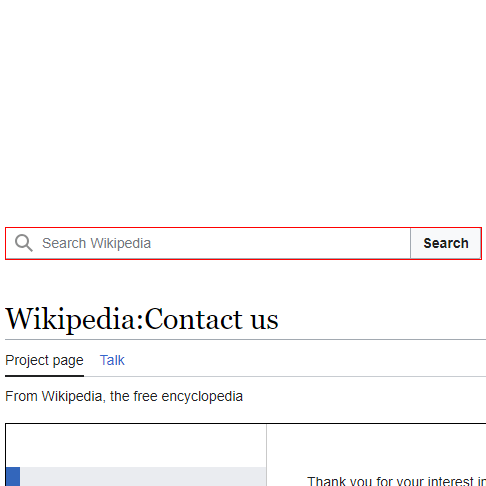 Search Wikipedia
Search
Wikipedia:Contact us
Project page
Talk
From Wikipedia, the free encyclopedia
Thank you for your interest in